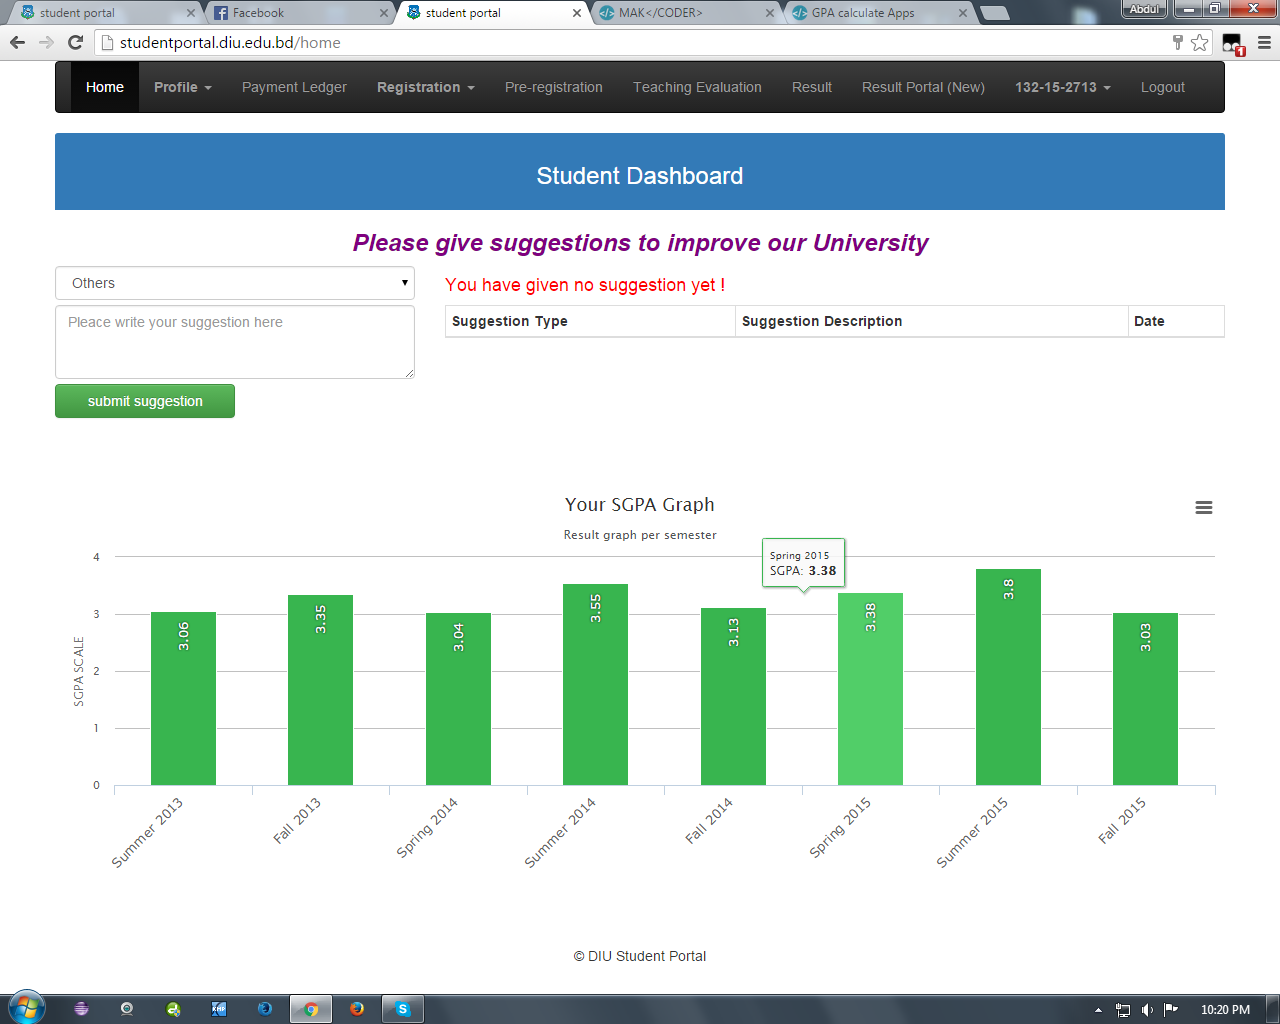 student portal
Facebook
student portal
MAK</CODER>
GPA calculate Apps
Abdul
studentportal.diu.edu.bd/home
1
Home Profile Payment Ledger Registration Pre-registration Teaching Evaluation Result Result Portal (New) 132-15-2713 Logout
Student Dashboard
Please give suggestions to improve our University
Others
Pleace write your suggestion here
submit suggestion
You have given no suggestion yet !
Suggestion Type Suggestion Description Date
Your SGPA Graph
Result graph per semester
Spring 2015
SGPA: 3.38
SGPA SCALE
4
3
2
1
0
3.06 3.35 3.04 3.55 3.13 3.38 3.8 3.03
Summer 2013 Fall 2013 Spring 2014 Summer 2014 Fall 2014 Spring 2015 Summer 2015 Fall 2015
© DIU Student Portal
KMP
10:20 PM